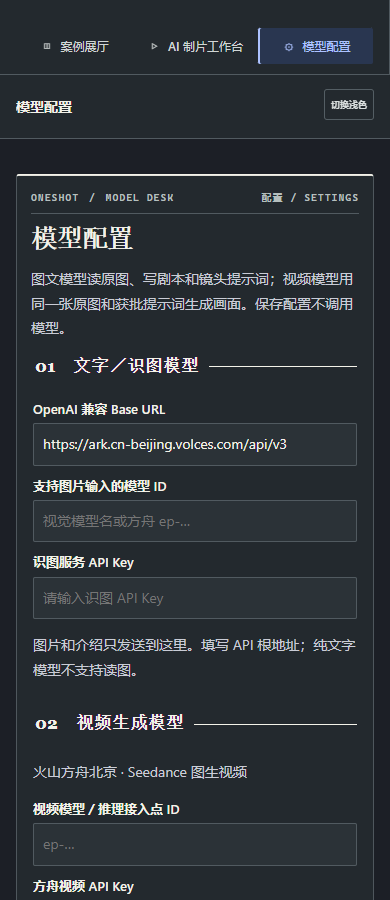 案例展厅
AI 制片工作台
模型配置
模型配置
切换浅色
ONESHOT / MODEL DESK
配置 / SETTINGS
模型配置
图文模型读原图、写剧本和镜头提示词；视频模型用
同一张原图和获批提示词生成画面。保存配置不调用
模型。
01 文字／识图模型
OpenAI 兼容 Base URL
https://ark.cn-beijing.volces.com/api/v3
支持图片输入的模型 ID
视觉模型名或方舟 ep-...
识图服务 API Key
请输入识图 API Key
图片和介绍只发送到这里。填写 API 根地址；纯文字
模型不支持读图。
02 视频生成模型
火山方舟北京 · Seedance 图生视频
视频模型 / 推理接入点 ID
ep-...
方舟视频 API Key